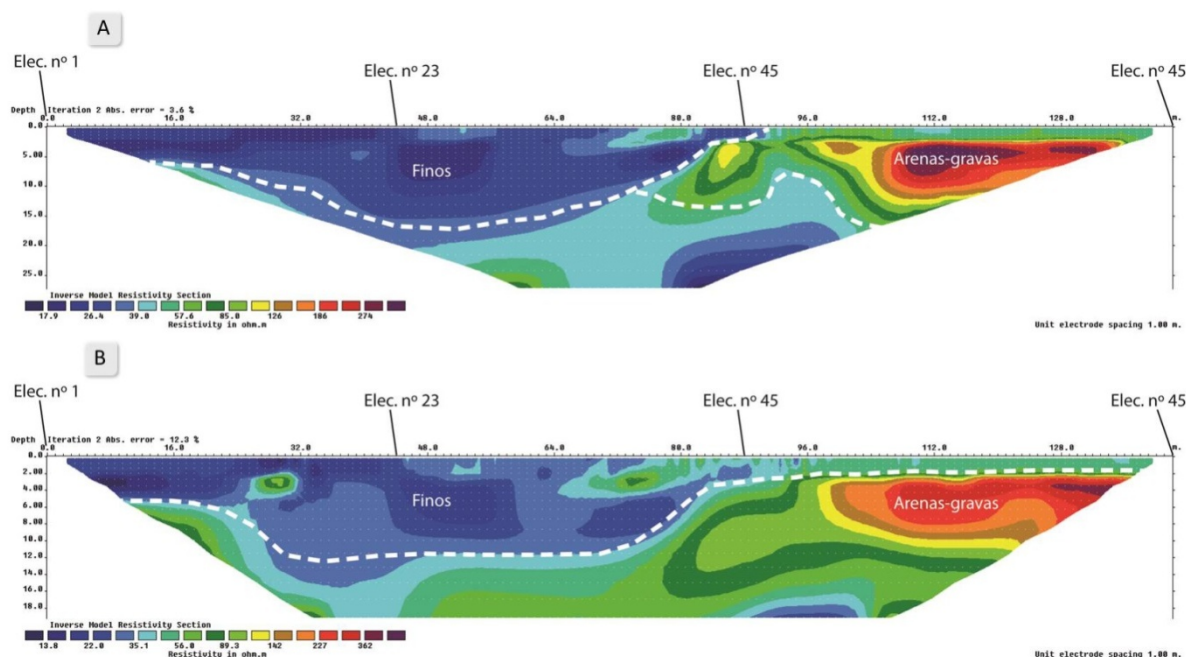 A
Elec. nº 1 Elec. nº 23 Elec. nº 45 Elec. nº 45
Depth Iteration 2 Abs. error = 3.6 %
0.0 16.0 32.0 48.0 64.0 80.0 96.0 112.0 128.0 m.
0.0
5.00
10.0
15.0
20.0
25.0
Finos
Arenas-gravas
Inverse Model Resistivity Section
17.9 26.4 39.0 57.6 85.0 126 186 274
Resistivity in ohm.m
Unit electrode spacing 1.00 m.
B
Elec. nº 1 Elec. nº 23 Elec. nº 45 Elec. nº 45
Depth Iteration 2 Abs. error = 12.3 %
0.0 16.0 32.0 48.0 64.0 80.0 96.0 112.0 128.0 m.
0.0
2.00
4.00
6.00
8.00
10.0
12.0
14.0
16.0
18.0
Finos
Arenas-gravas
Inverse Model Resistivity Section
13.8 22.0 35.1 56.0 89.3 142 227 362
Resistivity in ohm.m
Unit electrode spacing 1.00 m.